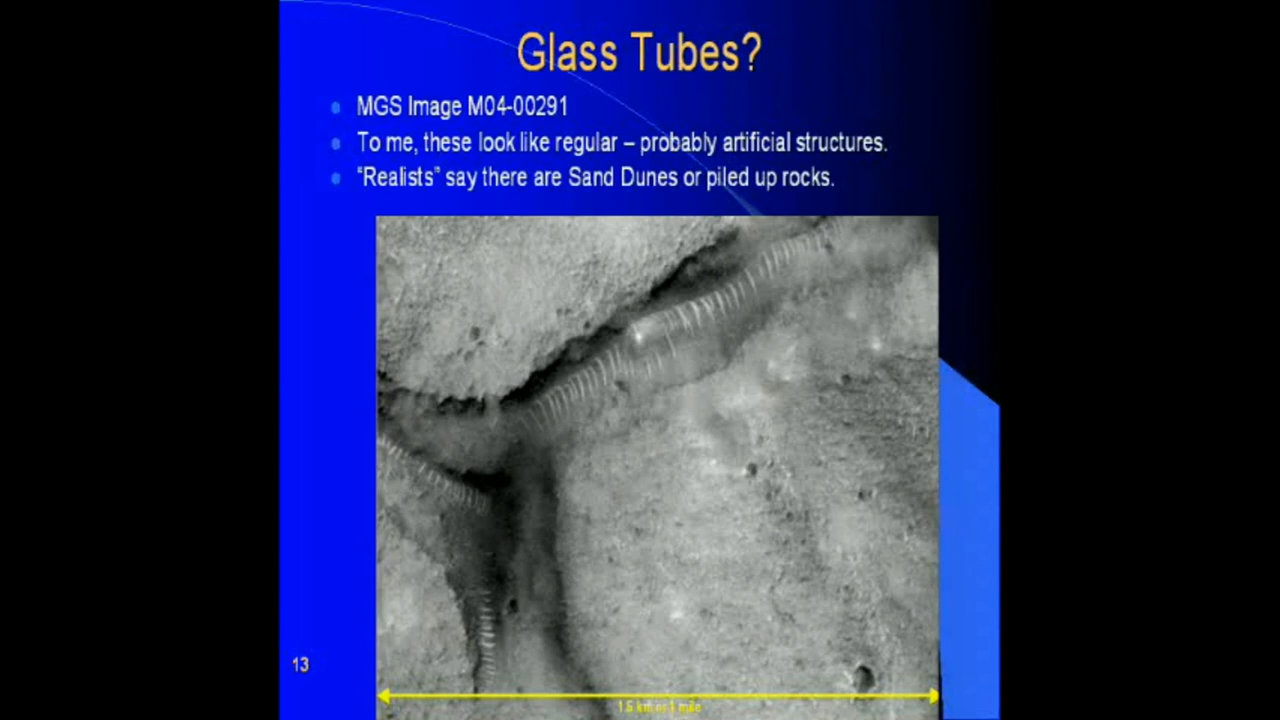 Glass Tubes?
MGS Image M04-00291
To me, these look like regular – probably artificial structures.
“Realists” say there are Sand Dunes or piled up rocks.
13
1.5 km or 1 mile